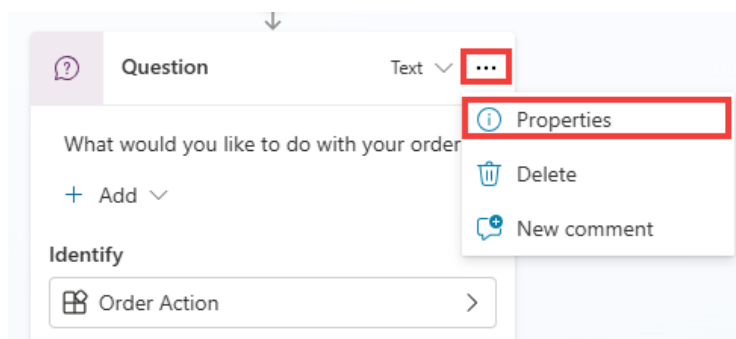 Question
Text
...
Properties
What would you like to do with your order
Delete
+ Add
New comment
Identify
Order Action